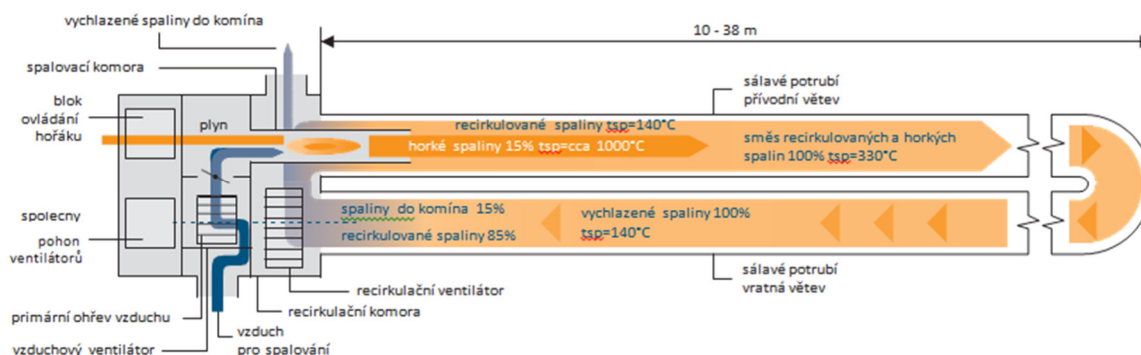 vychlazené spaliny do komína
10 - 38 m
spalovací komora
sálavé potrubí
přívodní větev
blok
ovládání
hořáku
plyn
recirkulované spaliny tsp=140°C
horké spaliny 15% tsp=cca 1000°C
směs recirkulovaných a horkých
spalin 100% tsp=330°C
spolecny
pohon
ventilátorů
spaliny do komína 15%
recirkulované spaliny 85%
vychlazené spaliny 100%
tsp=140°C
sálavé potrubí
vratná větev
recirkulační ventilátor
primární ohřev vzduchu
recirkulační komora
vzduchový ventilátor
vzduch
pro spalování